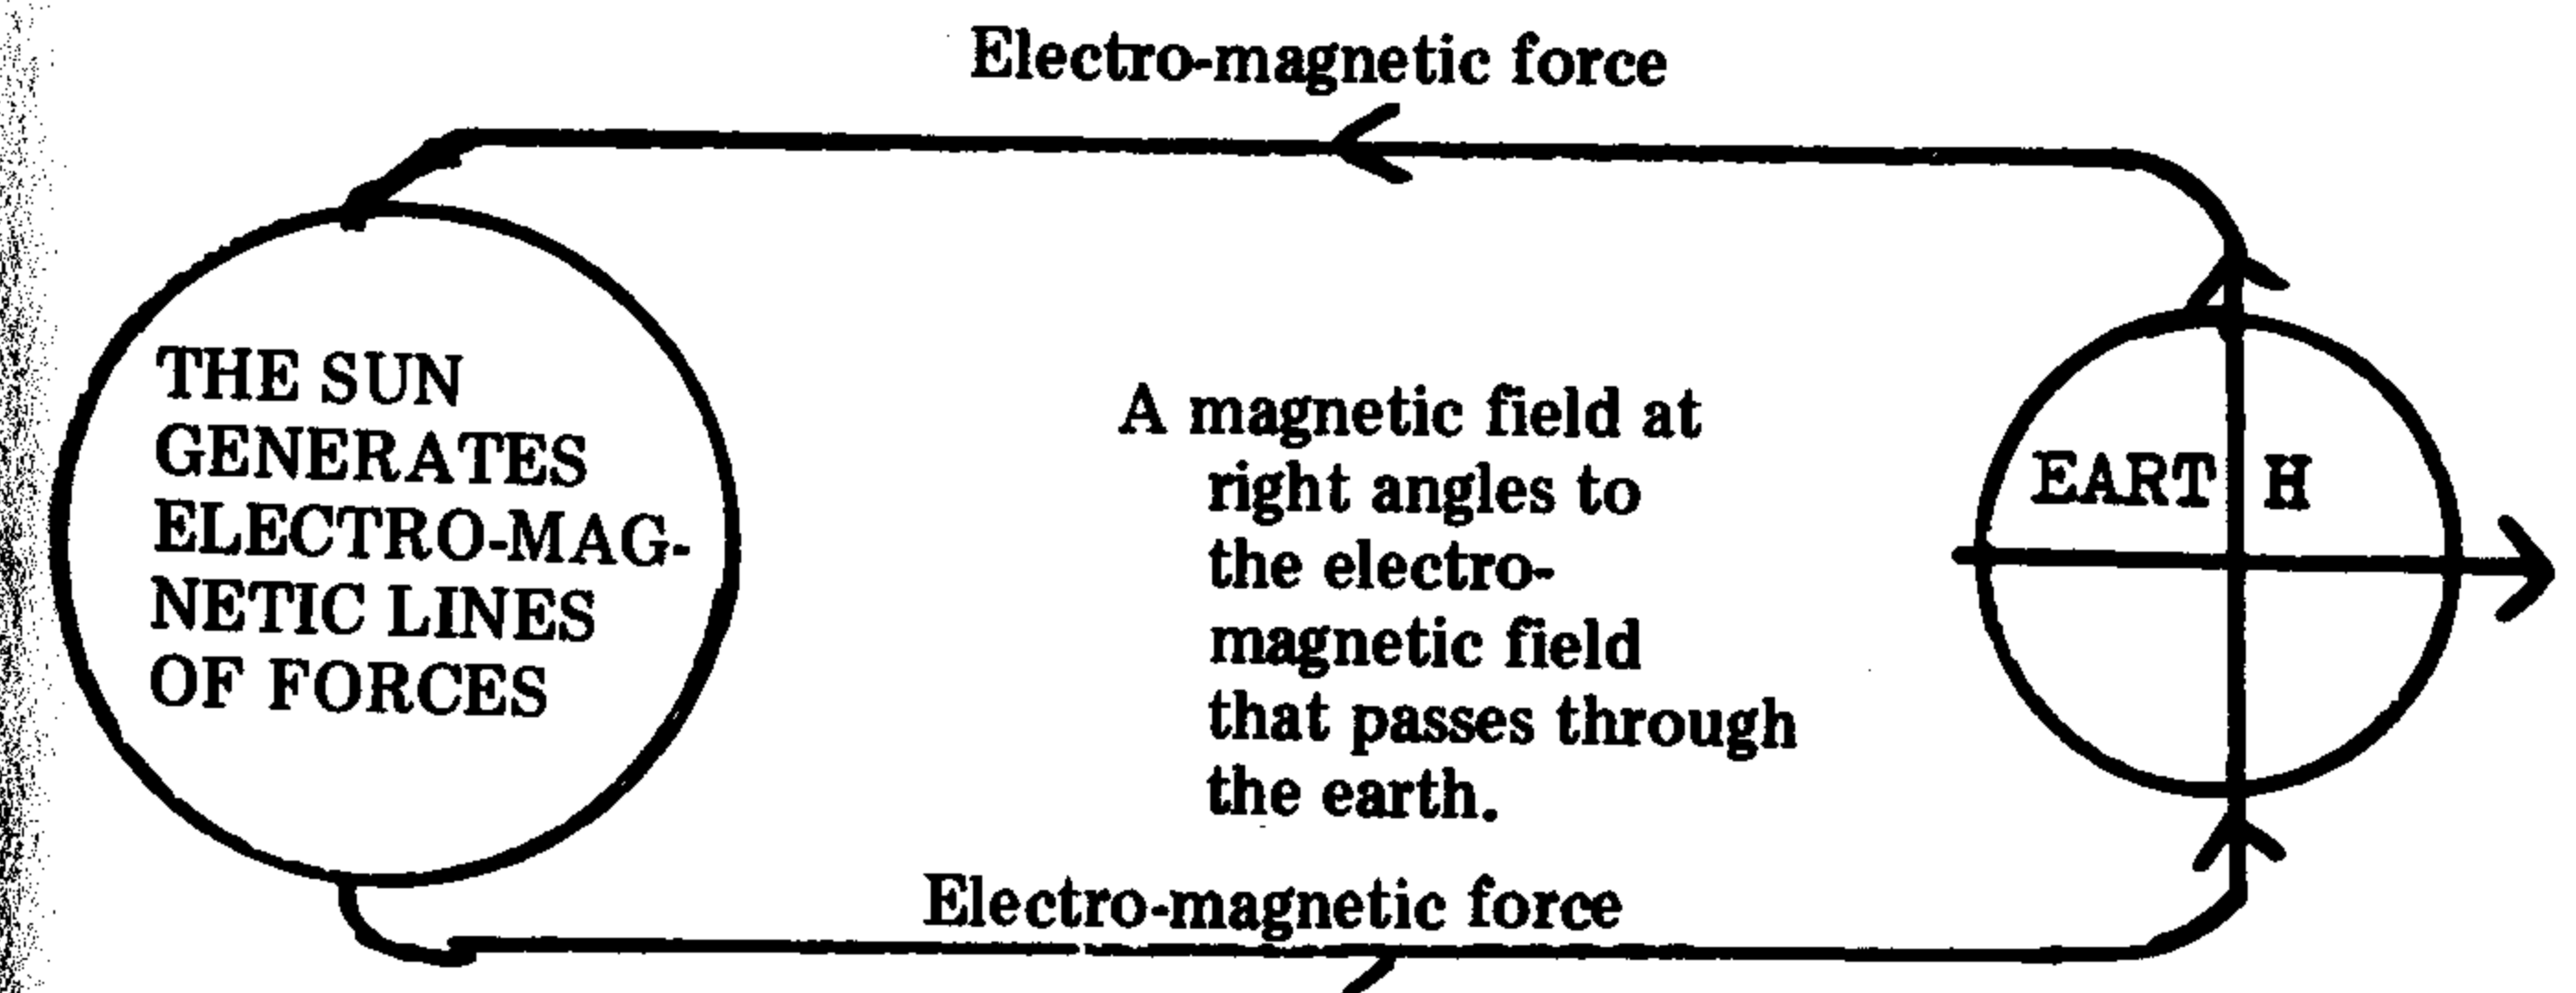 Electro-magnetic force
THE SUN
GENERATES
ELECTRO-MAG-
NETIC LINES
OF FORCES
A magnetic field at
right angles to
the electro-
magnetic field
that passes through
the earth.
EARTH
Electro-magnetic force